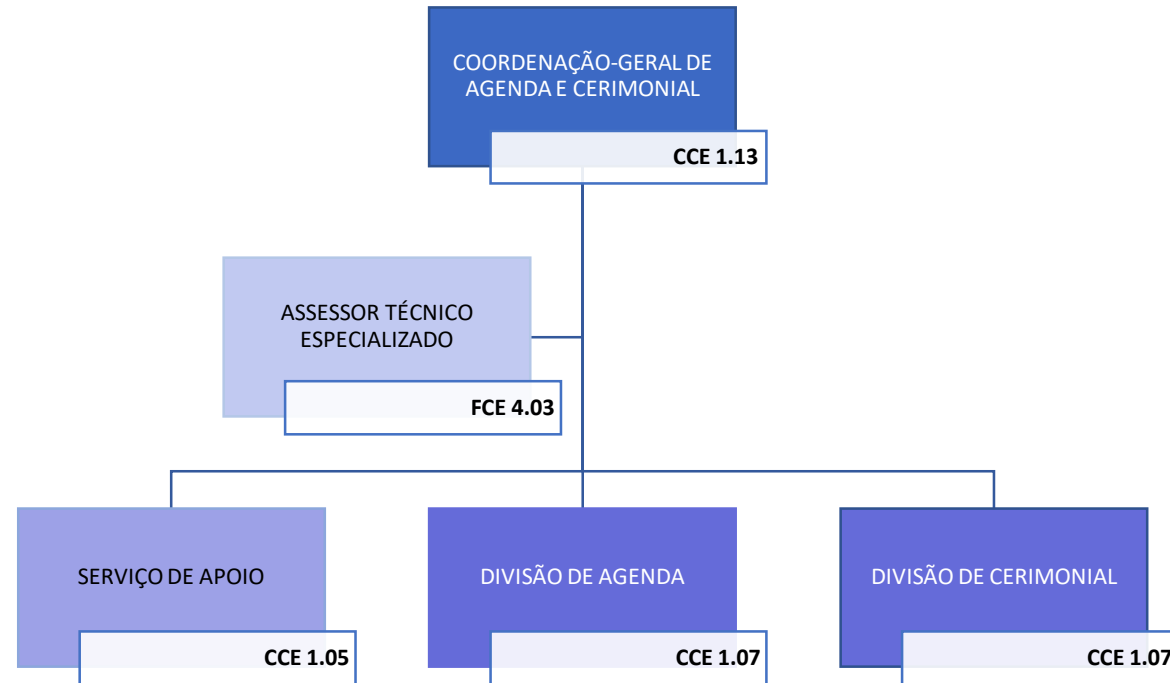 COORDENAÇÃO-GERAL DE
AGENDA E CERIMONIAL
CCE 1.13
ASSESSOR TÉCNICO
ESPECIALIZADO
FCE 4.03
SERVIÇO DE APOIO
CCE 1.05
DIVISÃO DE AGENDA
CCE 1.07
DIVISÃO DE CERIMONIAL
CCE 1.07